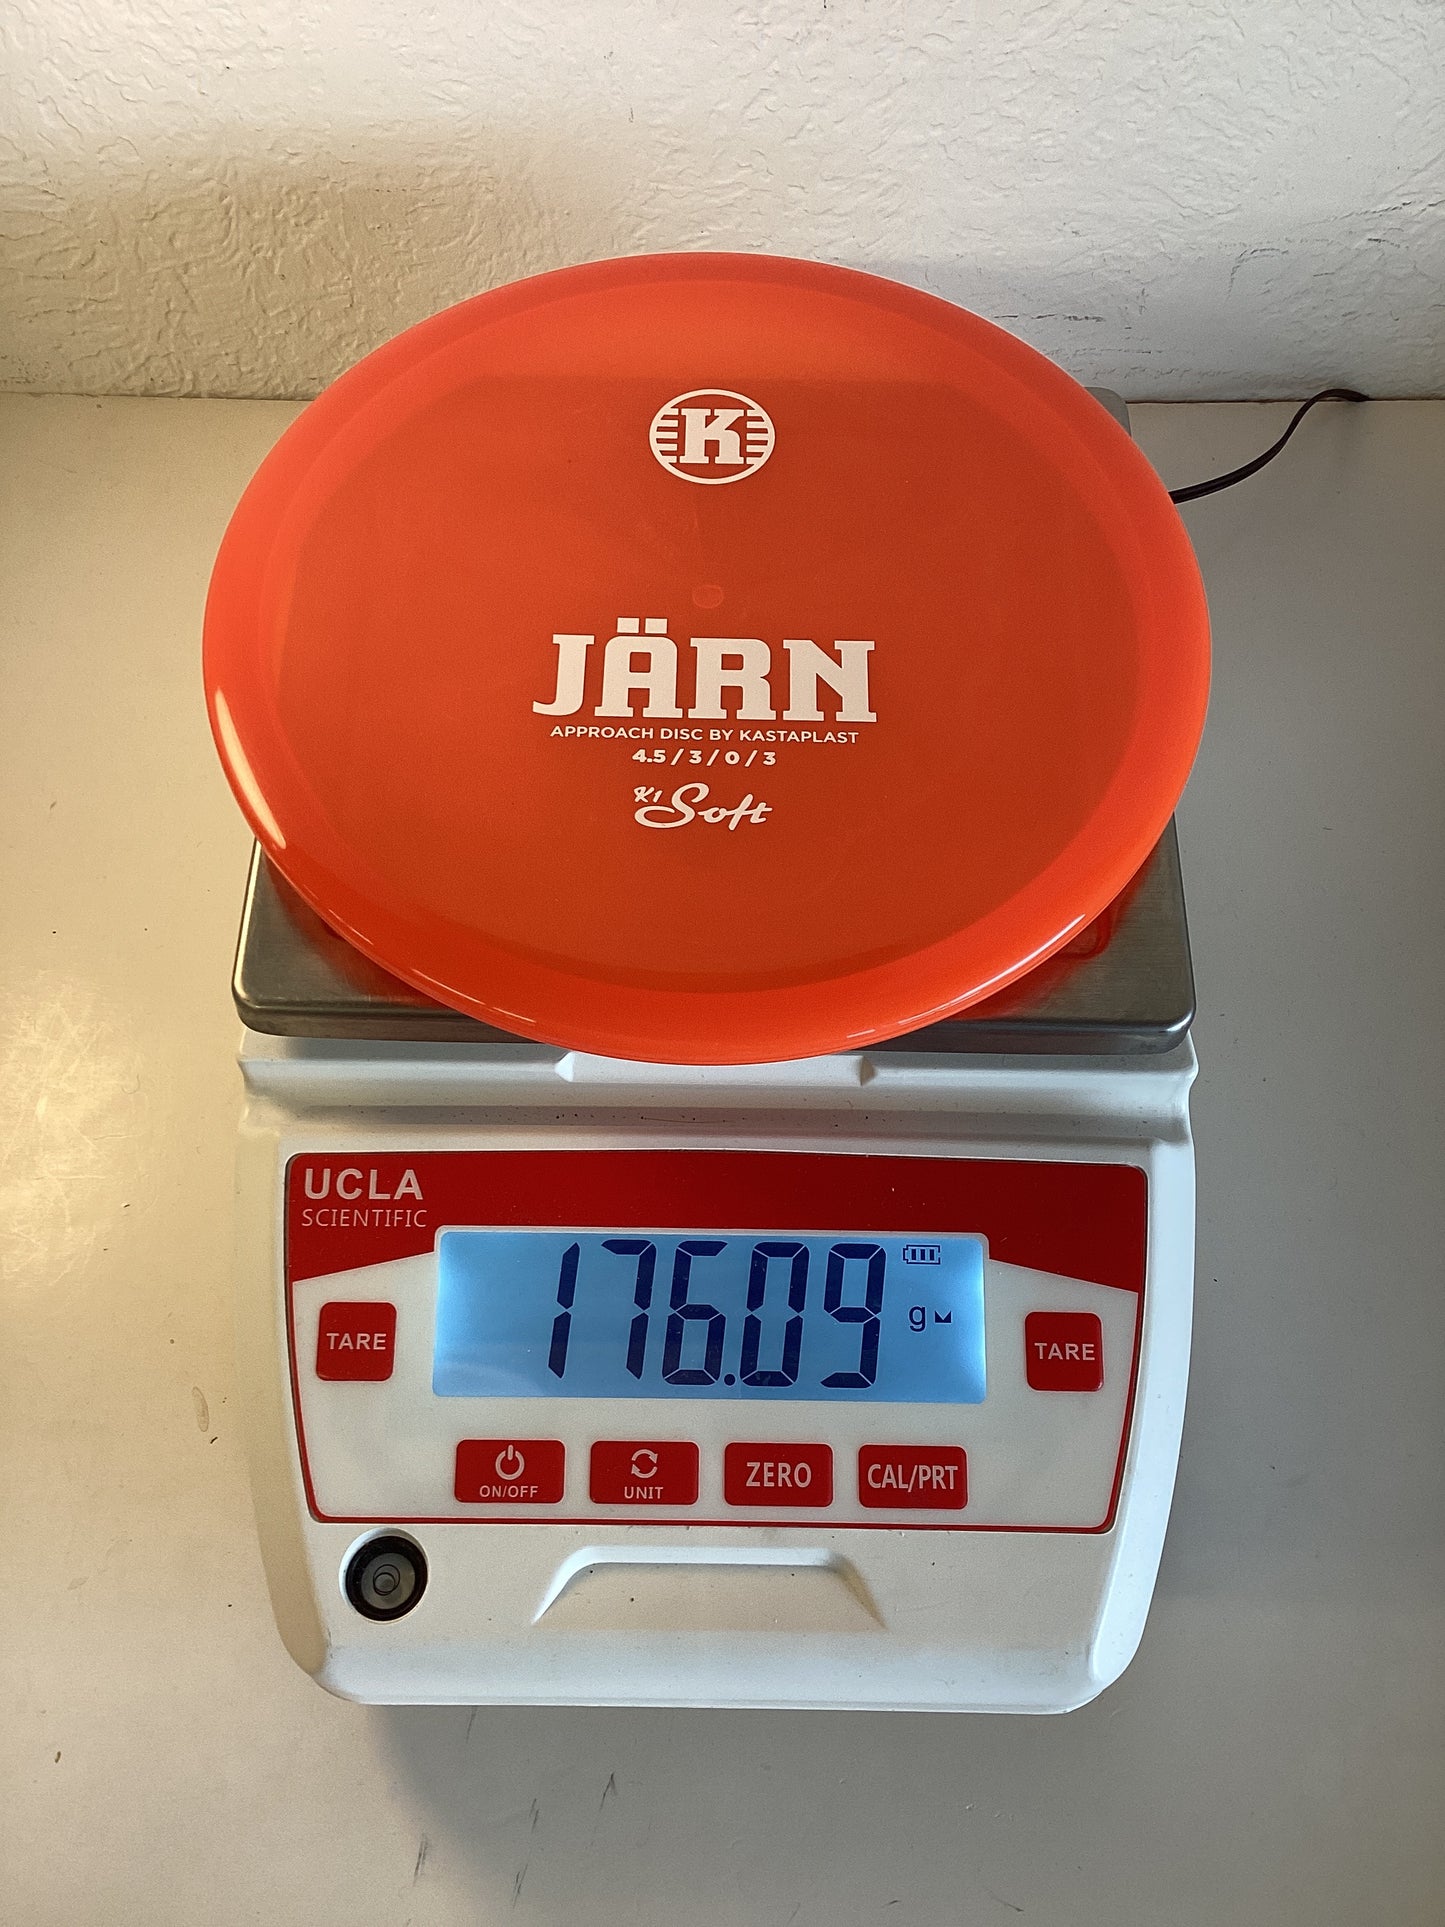 K
JÄRN
APPROACH DISC BY KASTAPLAST
4.5 / 3 / 0 / 3
K1 Soft
UCLA
SCIENTIFIC
176.09 g
TARE
TARE
ON/OFF
UNIT
ZERO
CAL/PRT